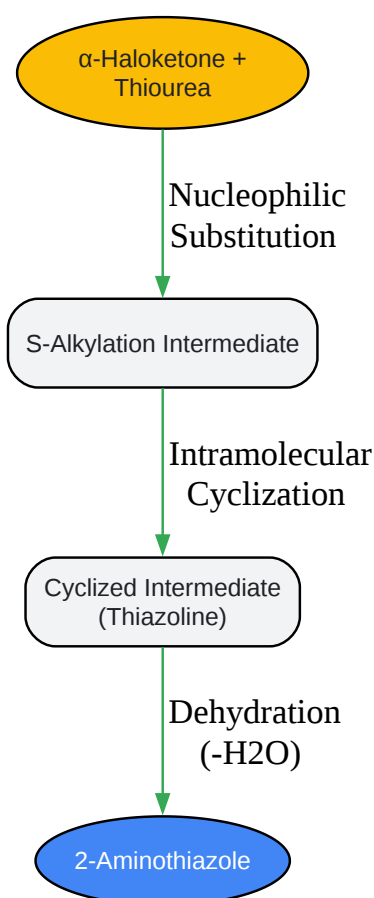 α-Haloketone +
Thiourea
Nucleophilic
Substitution
S-Alkylation Intermediate
Intramolecular
Cyclization
Cyclized Intermediate
(Thiazoline)
Dehydration
(-H2O)
2-Aminothiazole